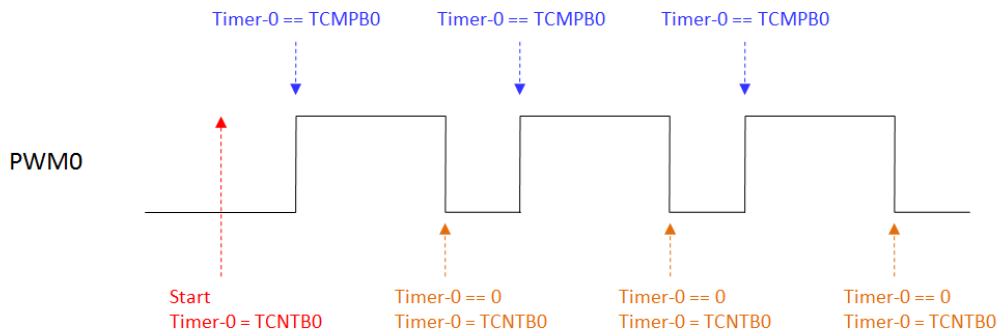 Timer-0 == TCMPB0
Timer-0 == TCMPB0
Timer-0 == TCMPB0
PWM0
Start
Timer-0 = TCNTB0
Timer-0 == 0
Timer-0 = TCNTB0
Timer-0 == 0
Timer-0 = TCNTB0
Timer-0 == 0
Timer-0 = TCNTB0